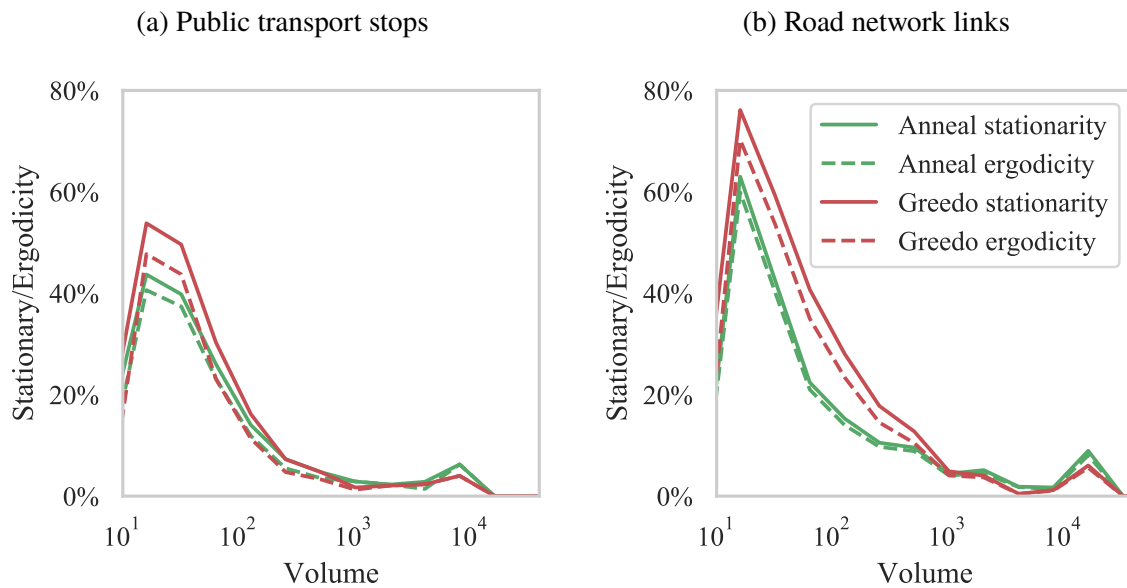 (a) Public transport stops
80%
60%
40%
20%
0%
10^1
10^2
10^3
10^4
Volume
Stationary/Ergodicity
(b) Road network links
80%
60%
40%
20%
0%
10^1
10^2
10^3
10^4
Volume
Stationary/Ergodicity
Anneal stationarity
Anneal ergodicity
Greedo stationarity
Greedo ergodicity